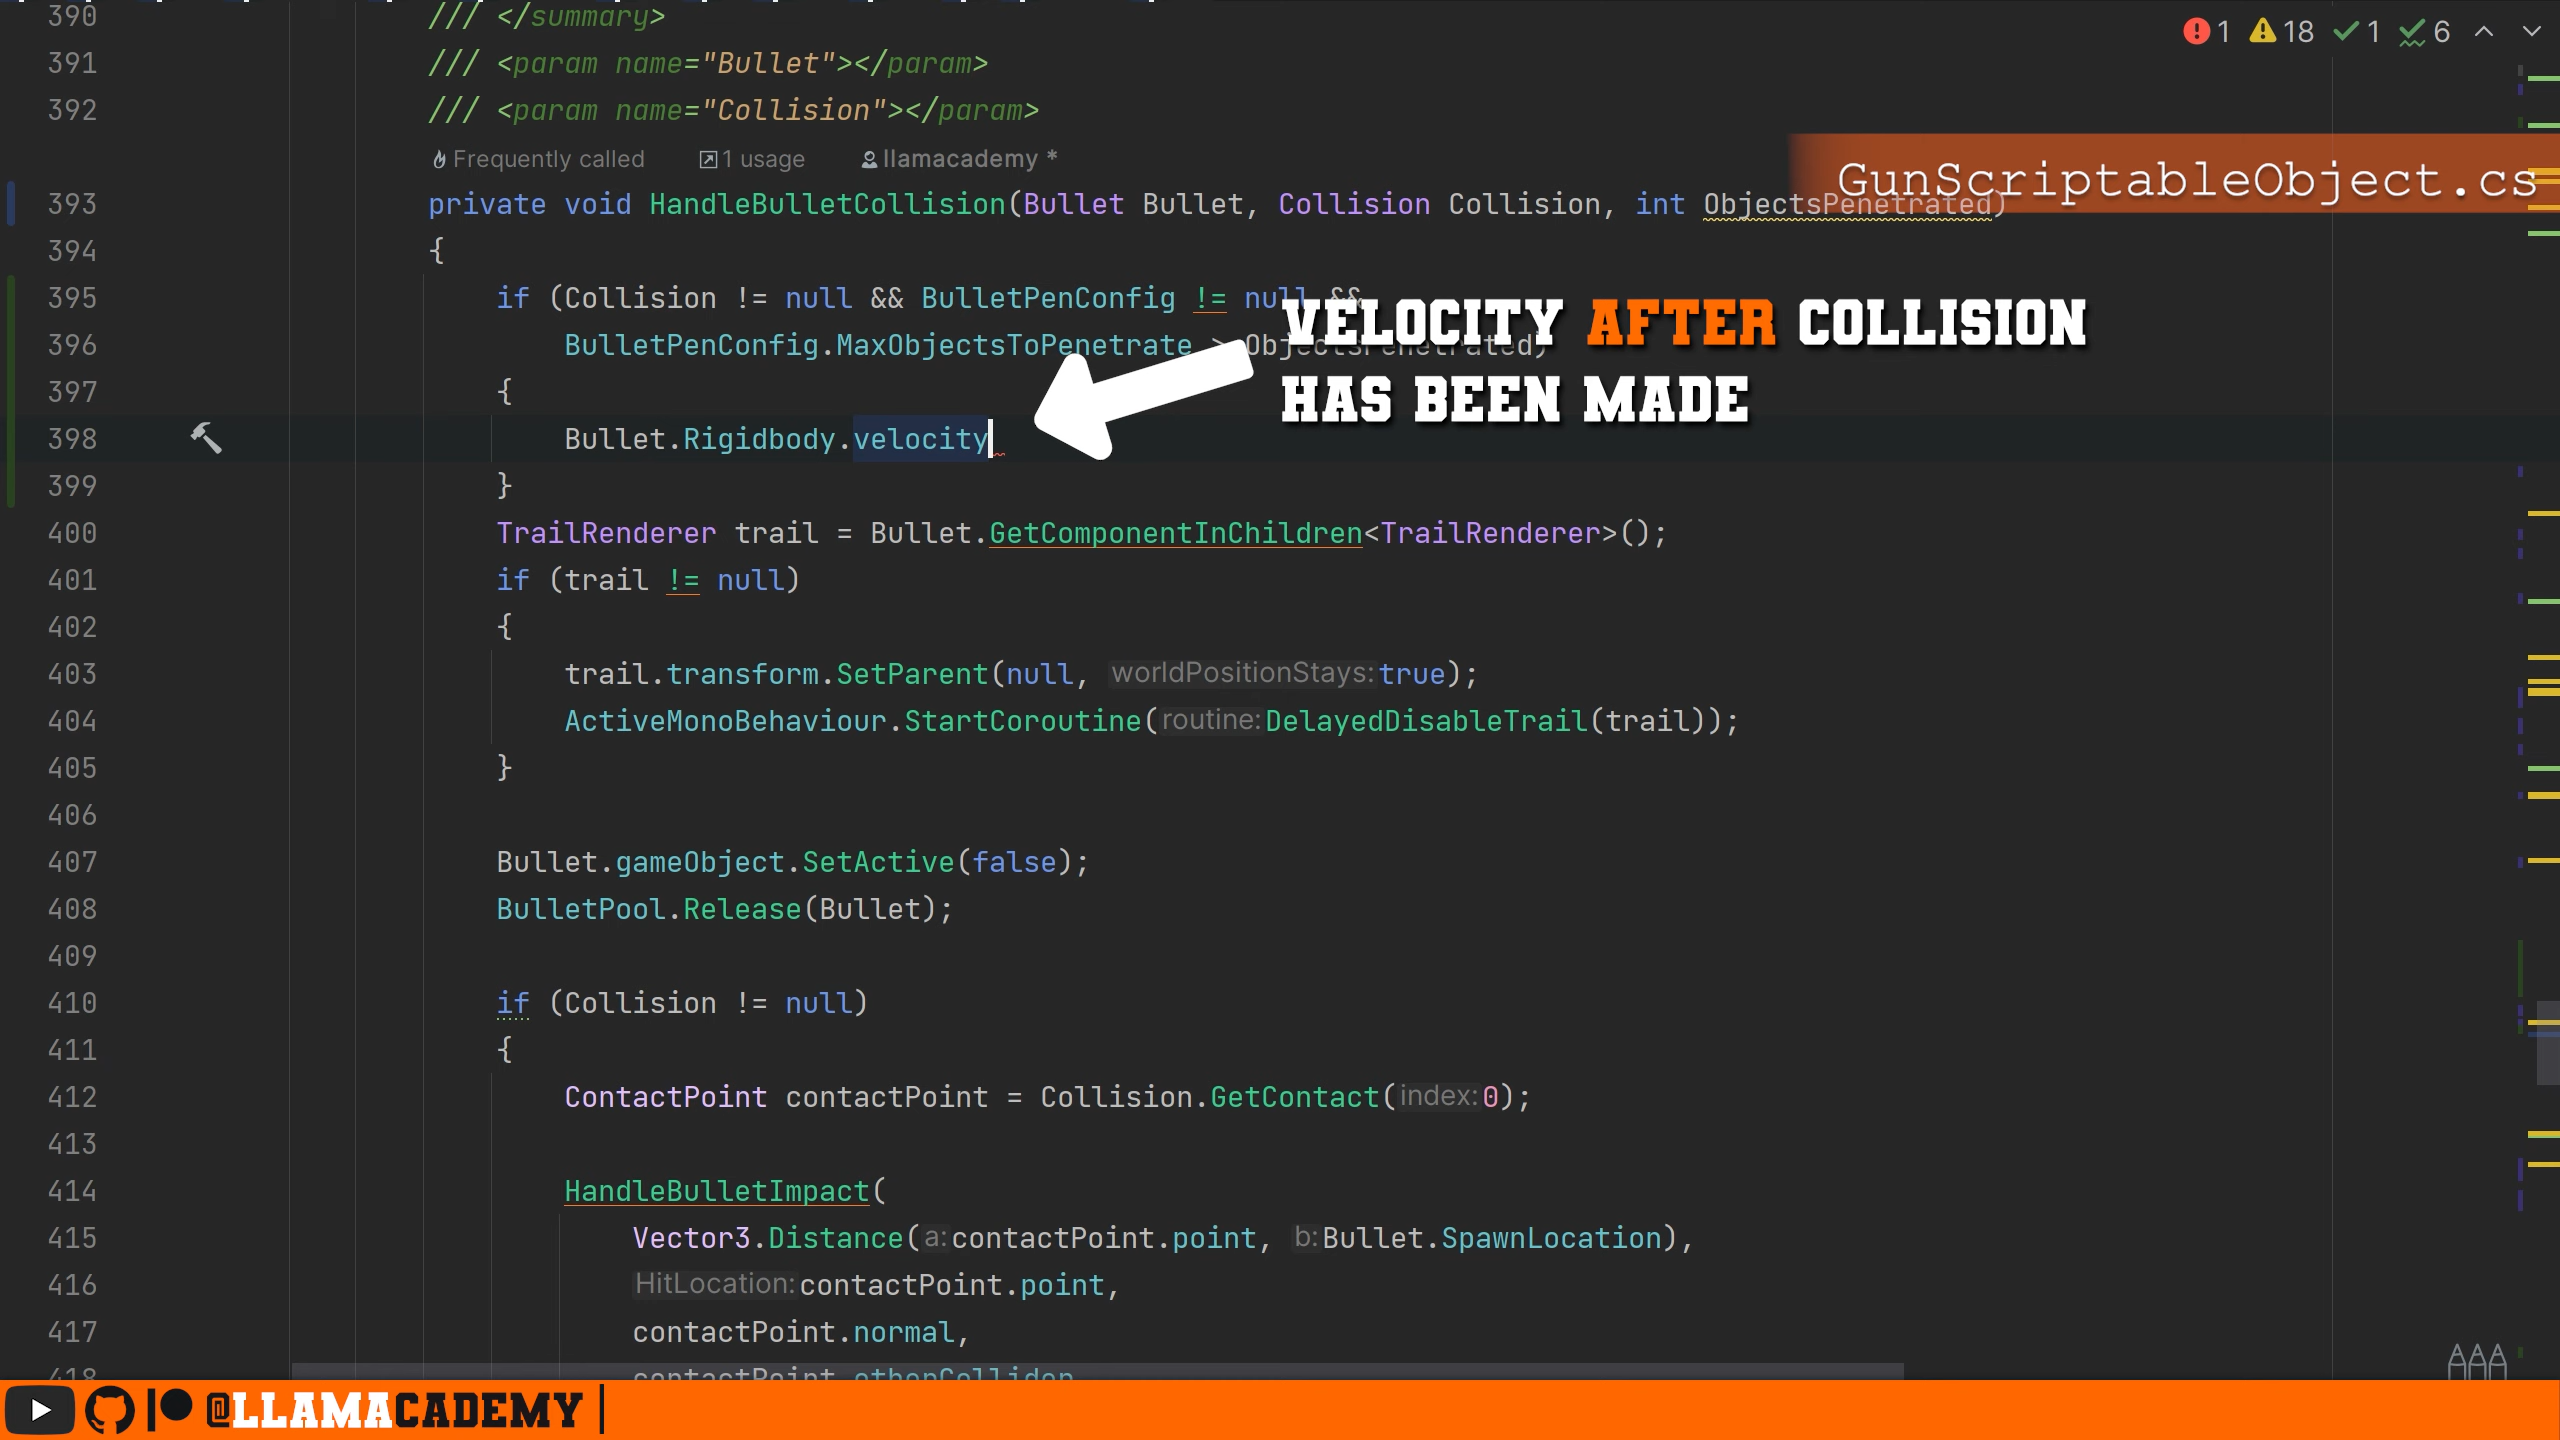 390 /// </summary>
391 /// <param name="Bullet"></param>
392 /// <param name="Collision"></param>
Frequently called 1 usage llamacademy *
1 18 1 6
GunScriptableObject.cs
393 private void HandleBulletCollision(Bullet Bullet, Collision Collision, int ObjectsPenetrated)
394 {
395 if (Collision != null && BulletPenConfig != null &&
396 BulletPenConfig.MaxObjectsToPenetrate > ObjectsPenetrated)
VELOCITY AFTER COLLISION
HAS BEEN MADE
397 {
398 Bullet.Rigidbody.velocity
399 }
400 TrailRenderer trail = Bullet.GetComponentInChildren<TrailRenderer>();
401 if (trail != null)
402 {
403 trail.transform.SetParent(null, worldPositionStays:true);
404 ActiveMonoBehaviour.StartCoroutine(routine:DelayedDisableTrail(trail));
405 }
406
407 Bullet.gameObject.SetActive(false);
408 BulletPool.Release(Bullet);
409
410 if (Collision != null)
411 {
412 ContactPoint contactPoint = Collision.GetContact(index:0);
413
414 HandleBulletImpact(
415 Vector3.Distance(a:contactPoint.point, b:Bullet.SpawnLocation),
416 HitLocation:contactPoint.point,
417 contactPoint.normal,
418 contactPoint.otherCollider
@LLAMACADEMY